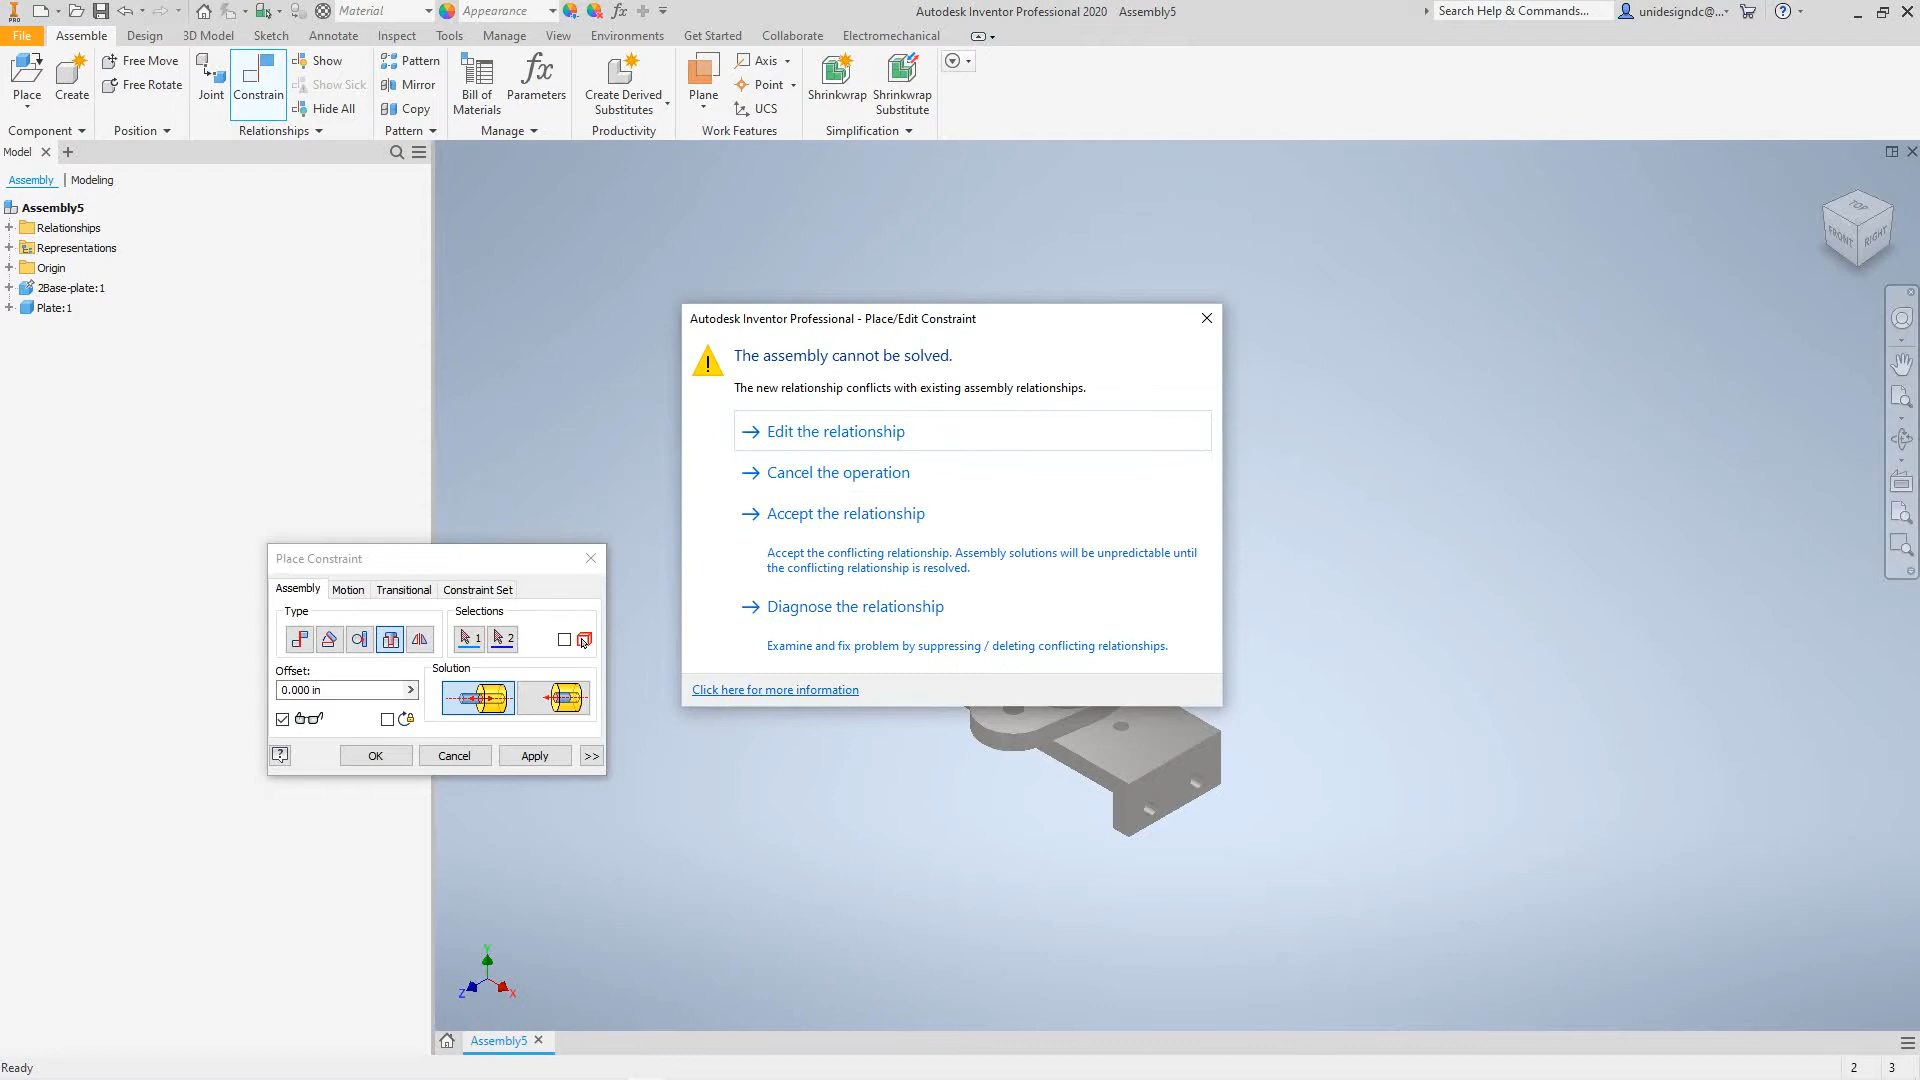 PRO
Material
Appearance
Autodesk Inventor Professional 2020 Assembly5
Search Help & Commands...
unidesigndc@...
File Assemble Design 3D Model Sketch Annotate Inspect Tools Manage View Environments Get Started Collaborate Electromechanical
Place
Create
Free Move
Free Rotate
Joint
Constrain
Show
Show Sick
Hide All
Pattern
Mirror
Copy
Bill of
Materials
fx
Parameters
Create Derived
Substitutes
Plane
Axis
Point
UCS
Shrinkwrap
Shrinkwrap
Substitute
Component Position Relationships Pattern Manage Productivity Work Features Simplification
Model
Assembly | Modeling
Assembly5
Relationships
Representations
Origin
2Base-plate:1
Plate:1
TOP
FRONT
RIGHT
Autodesk Inventor Professional - Place/Edit Constraint
The assembly cannot be solved.
The new relationship conflicts with existing assembly relationships.
Edit the relationship
Cancel the operation
Accept the relationship
Accept the conflicting relationship. Assembly solutions will be unpredictable until
the conflicting relationship is resolved.
Diagnose the relationship
Examine and fix problem by suppressing / deleting conflicting relationships.
Click here for more information
Place Constraint
Assembly Motion Transitional Constraint Set
Type
Selections
1
2
Offset:
0.000 in
Solution
OK
Cancel
Apply
>>
Y
Z
X
Assembly5
Ready
2 3